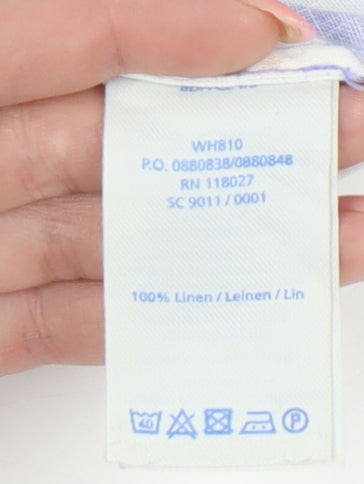 WH810
P.O. 0880838/0880848
RN 118027
SC 9011 / 0001
100% Linen / Leinen / Lin
40
P